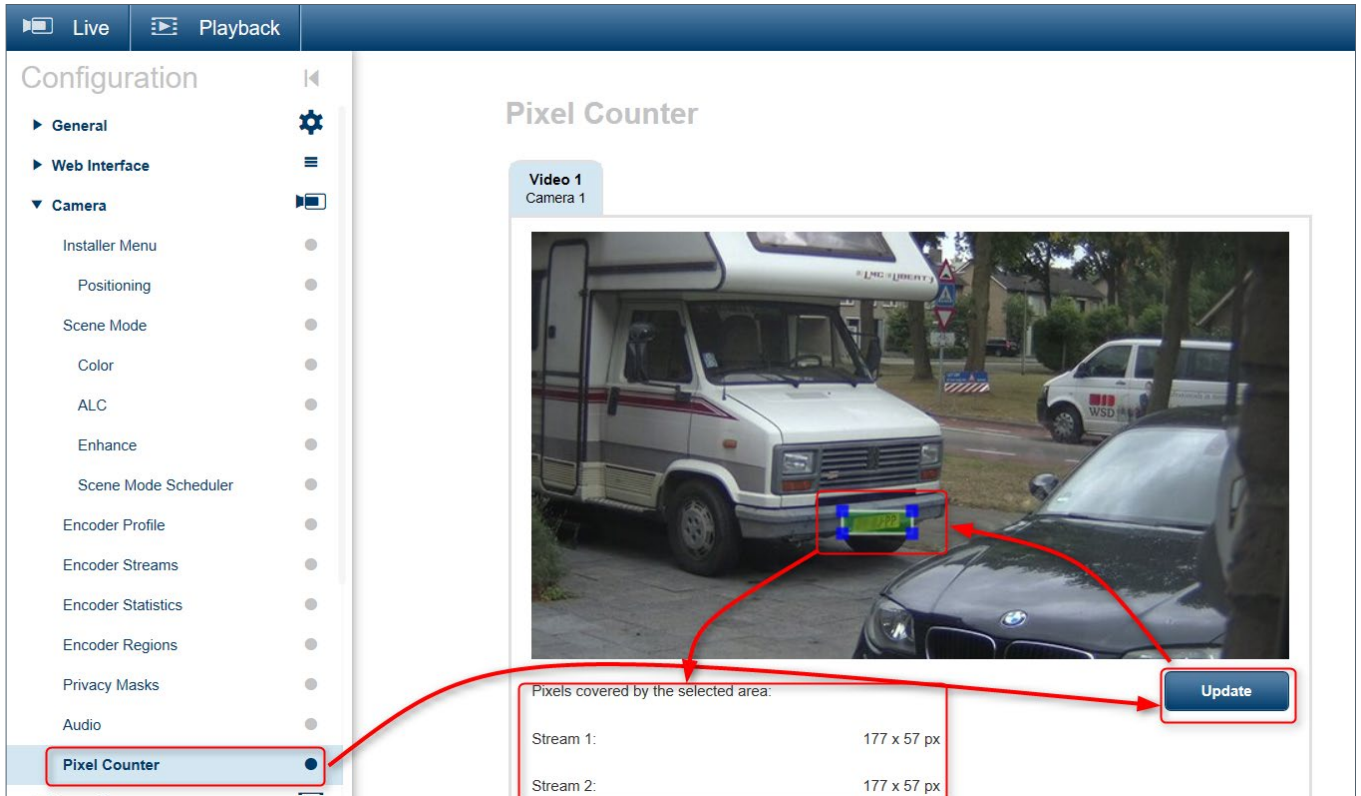 Live
Playback
Configuration
General
Web Interface
Camera
Installer Menu
Positioning
Scene Mode
Color
ALC
Enhance
Scene Mode Scheduler
Encoder Profile
Encoder Streams
Encoder Statistics
Encoder Regions
Privacy Masks
Audio
Pixel Counter
Pixel Counter
Video 1
Camera 1
LMC LIBERTY
WSD
Pixels covered by the selected area:
Update
Stream 1: 177 x 57 px
Stream 2: 177 x 57 px